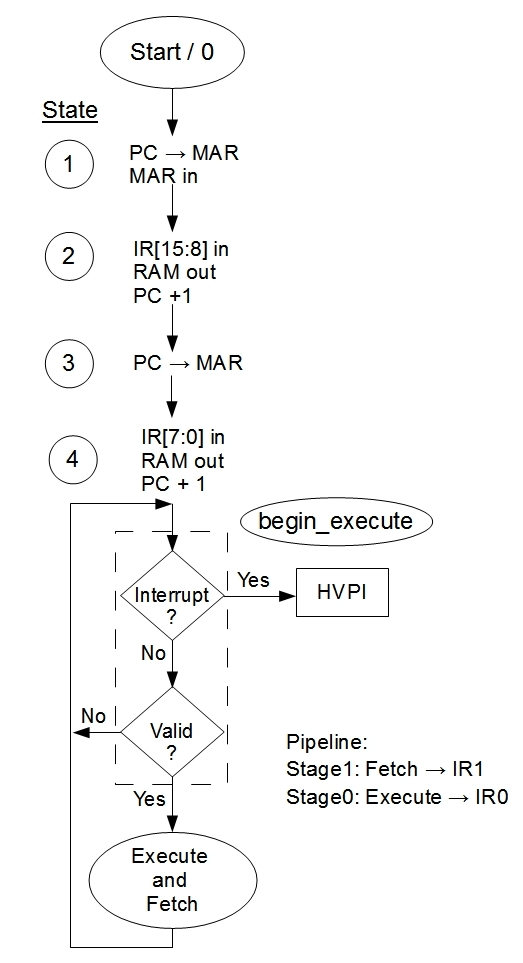 Start / 0
State
1
PC → MAR
MAR in
2
IR[15:8] in
RAM out
PC +1
3
PC → MAR
4
IR[7:0] in
RAM out
PC + 1
begin_execute
Interrupt
?
Yes
HVPI
No
Valid
?
No
Yes
Pipeline:
Stage1: Fetch → IR1
Stage0: Execute → IR0
Execute
and
Fetch